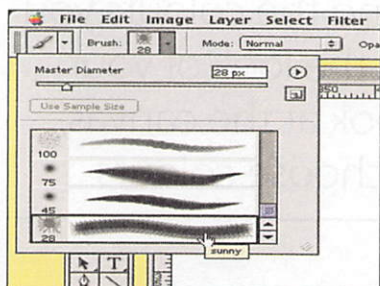 File Edit Image Layer Select Filter
Brush: 28 Mode: Normal Opa
Master Diameter 28 px
Use Sample Size
850
100
75
45
28
sunny
T